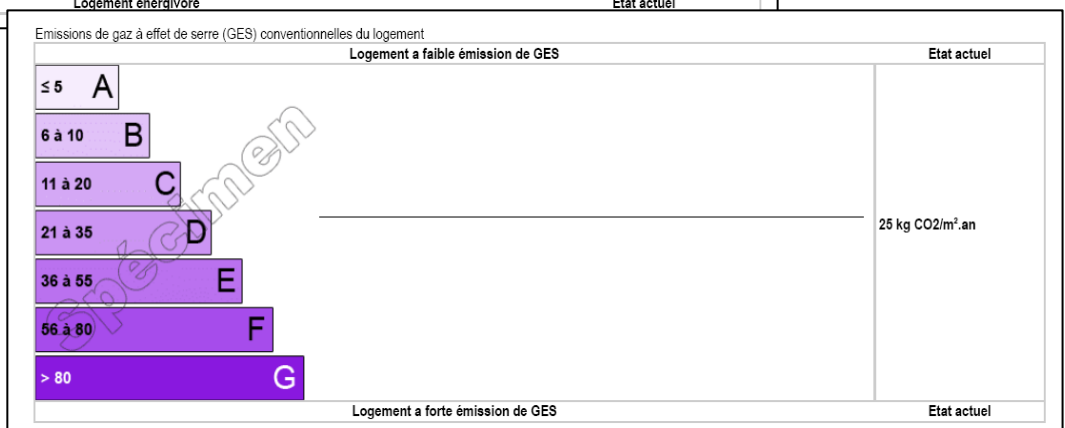 Logement énergivore Etat actuel
Emissions de gaz à effet de serre (GES) conventionnelles du logement
Logement a faible émission de GES Etat actuel
≤ 5 A
6 à 10 B
11 à 20 C
21 à 35 D
25 kg CO2/m².an
36 à 55 E
56 à 80 F
> 80 G
Spécimen
Logement a forte émission de GES Etat actuel